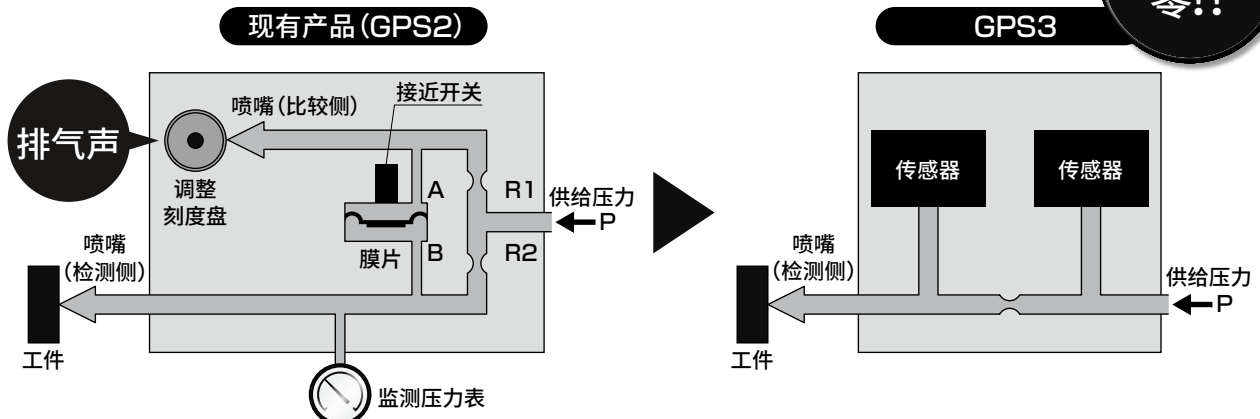 现有产品(GPS2)
排气声
喷嘴(比较侧)
接近开关
调整
刻度盘
A
R1
供给压力
P
膜片
B
R2
喷嘴
(检测侧)
工件
监测压力表
GPS3
零!!
传感器
传感器
喷嘴
(检测侧)
供给压力
P
工件